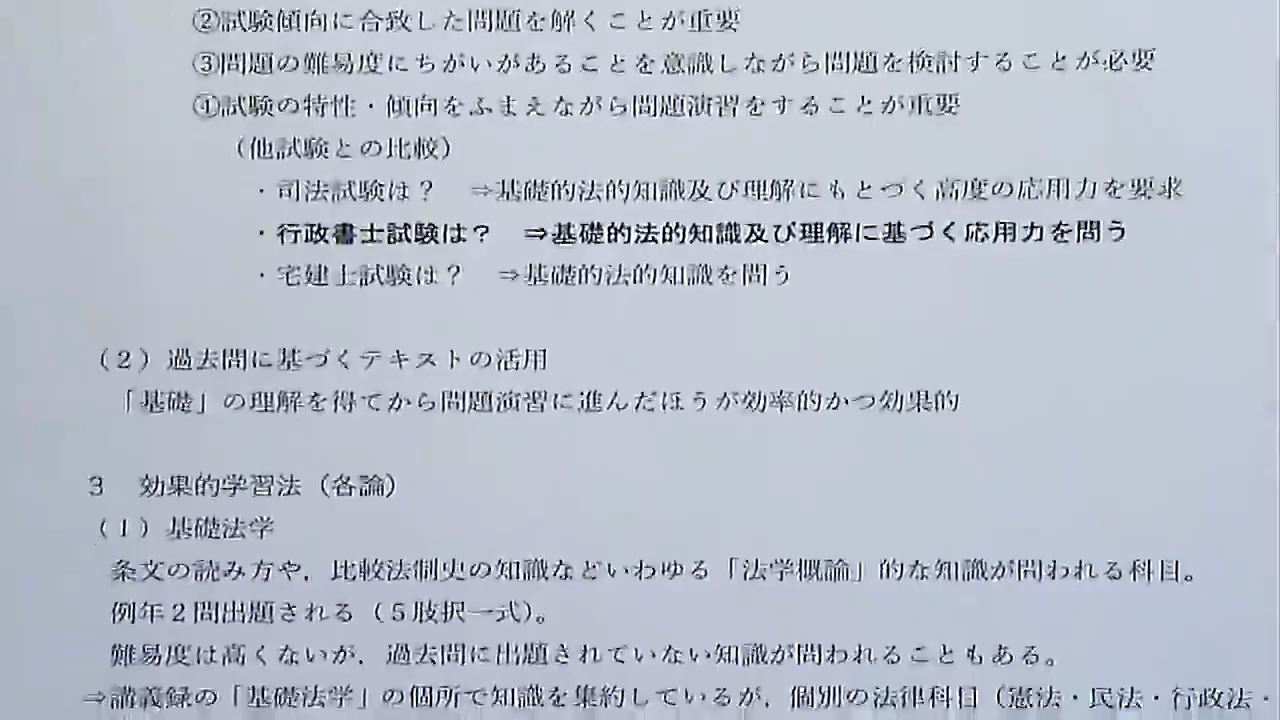 ②試験傾向に合致した問題を解くことが重要
③問題の難易度にちがいがあることを意識しながら問題を検討することが必要
④試験の特性・傾向をふまえながら問題演習をすることが重要
（他試験との比較）
・司法試験は？ ⇒基礎的法的知識及び理解にもとづく高度の応用力を要求
・行政書士試験は？ ⇒基礎的法的知識及び理解に基づく応用力を問う
・宅建士試験は？ ⇒基礎的法的知識を問う
（２）過去問に基づくテキストの活用
「基礎」の理解を得てから問題演習に進んだほうが効率的かつ効果的
３ 効果的学習法（各論）
（１）基礎法学
条文の読み方や，比較法制史の知識などいわゆる「法学概論」的な知識が問われる科目。
例年２問出題される（５肢択一式）。
難易度は高くないが，過去問に出題されていない知識が問われることもある。
⇒講義録の「基礎法学」の個所で知識を集約しているが，個別の法律科目（憲法・民法・行政法・